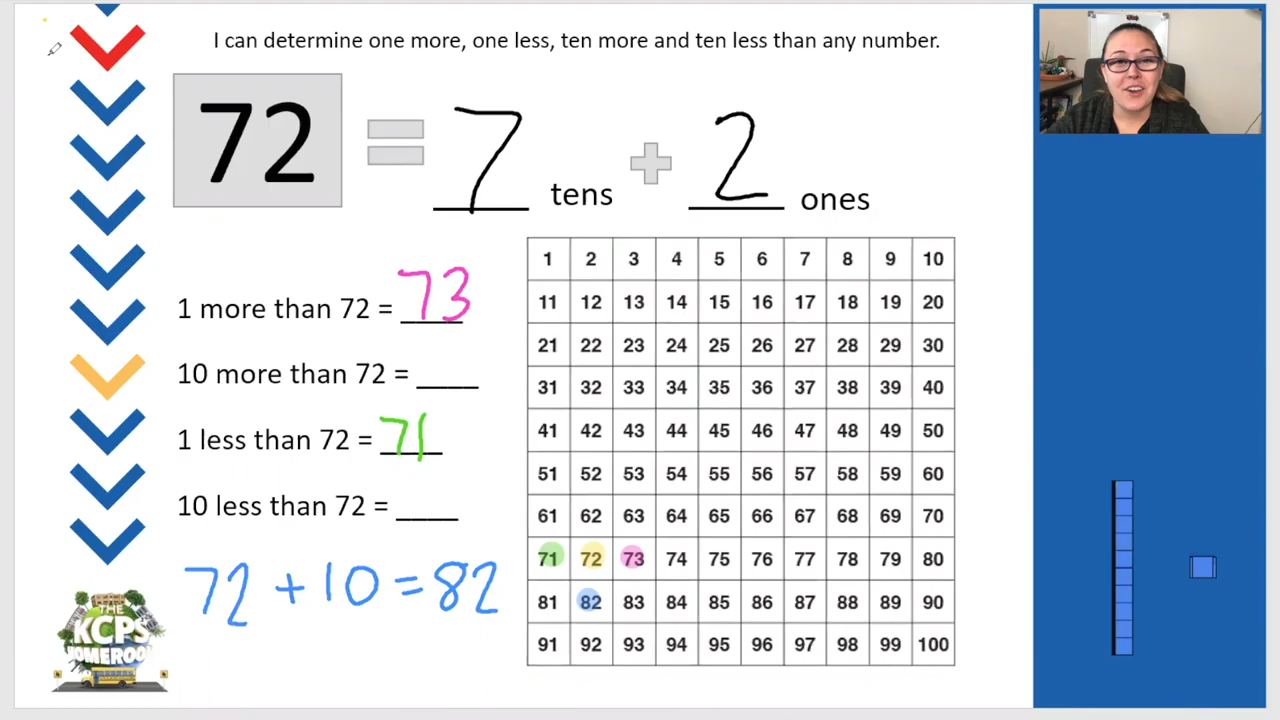 I can determine one more, one less, ten more and ten less than any number.
72 = 7 tens + 2 ones
1 more than 72 = 73
10 more than 72 = ____
1 less than 72 = 71
10 less than 72 = ____
72 + 10 = 82
THE
KCPS
HOMEROOM
1 2 3 4 5 6 7 8 9 10
11 12 13 14 15 16 17 18 19 20
21 22 23 24 25 26 27 28 29 30
31 32 33 34 35 36 37 38 39 40
41 42 43 44 45 46 47 48 49 50
51 52 53 54 55 56 57 58 59 60
61 62 63 64 65 66 67 68 69 70
71 72 73 74 75 76 77 78 79 80
81 82 83 84 85 86 87 88 89 90
91 92 93 94 95 96 97 98 99 100